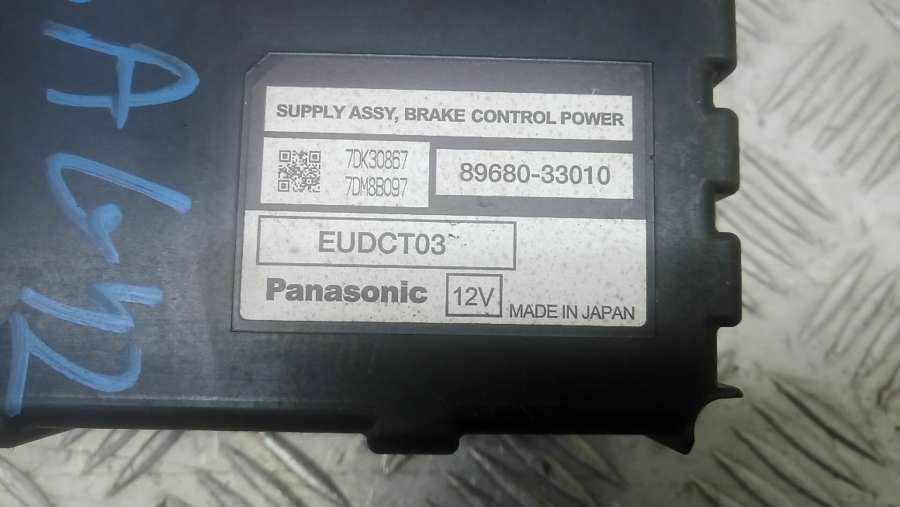 SUPPLY ASSY, BRAKE CONTROL POWER
7DK30867
7DM8B097
89680-33010
EUDCT03
Panasonic 12V MADE IN JAPAN